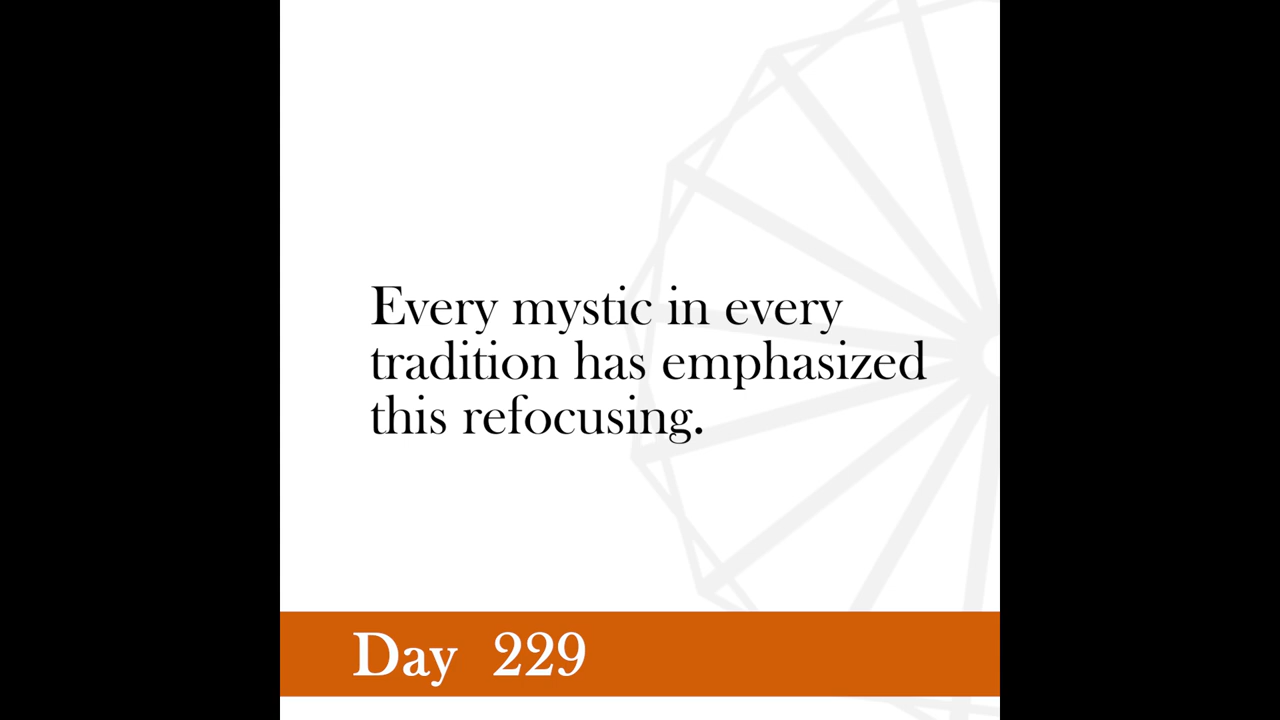 Every mystic in every
tradition has emphasized
this refocusing.
Day 229